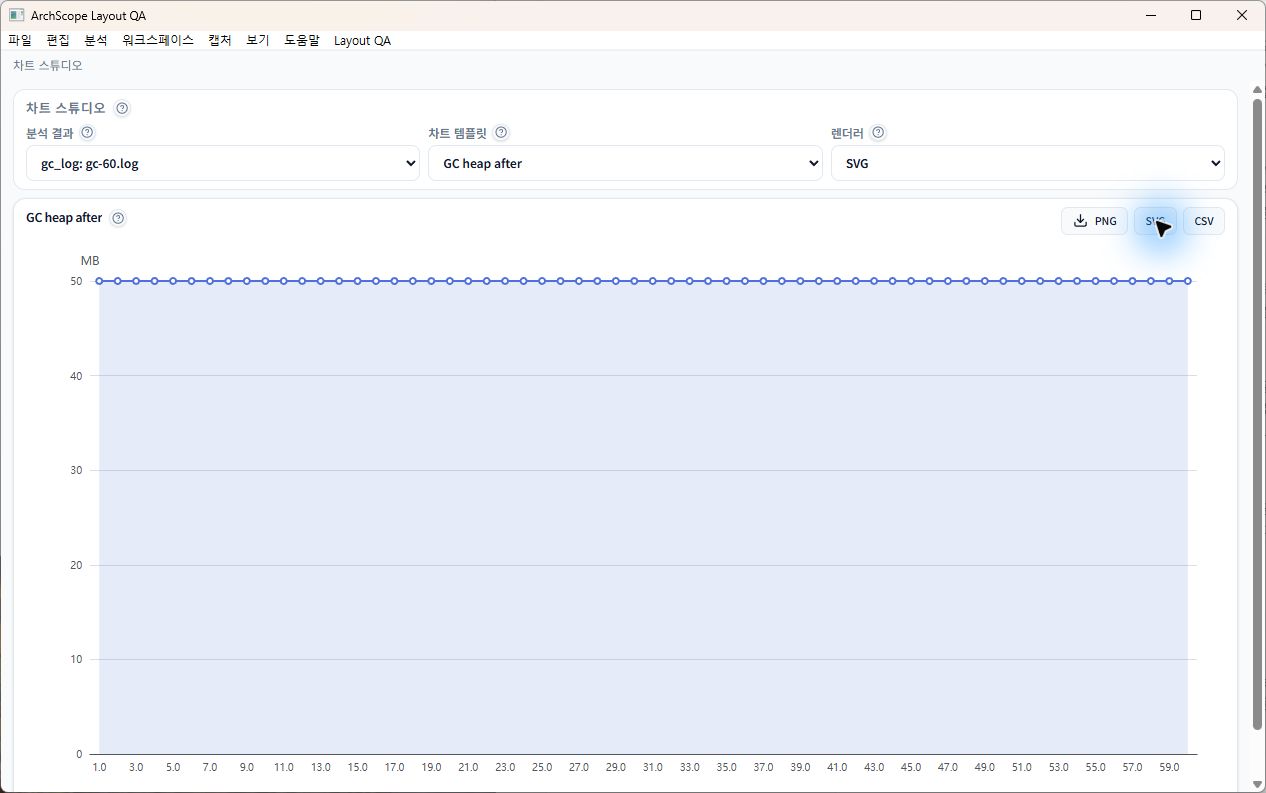 ArchScope Layout QA
파일 편집 분석 워크스페이스 캡처 보기 도움말 Layout QA
차트 스튜디오
차트 스튜디오
분석 결과 차트 템플릿 렌더러
gc_log: gc-60.log GC heap after SVG
GC heap after PNG SVG CSV
MB
50
40
30
20
10
0
1.0 3.0 5.0 7.0 9.0 11.0 13.0 15.0 17.0 19.0 21.0 23.0 25.0 27.0 29.0 31.0 33.0 35.0 37.0 39.0 41.0 43.0 45.0 47.0 49.0 51.0 53.0 55.0 57.0 59.0